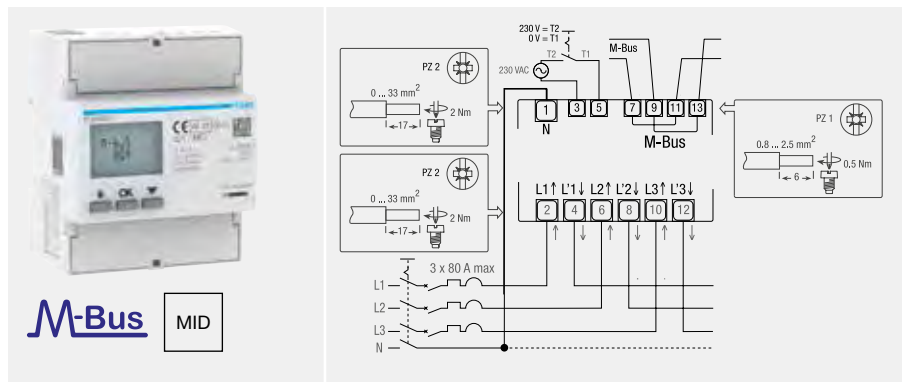 CE
OK
M-Bus
MID
PZ 2
0 ... 33 mm²
17
2 Nm
PZ 2
0 ... 33 mm²
17
2 Nm
230 V = T2
0 V = T1
T2 T1
230 VAC
M-Bus
1 3 5 7 9 11 13
N
M-Bus
PZ 1
0.8 ... 2.5 mm²
6
0.5 Nm
L1↑ L'1↓ L2↑ L'2↓ L3↑ L'3↓
2 4 6 8 10 12
3 x 80 A max
L1
L2
L3
N